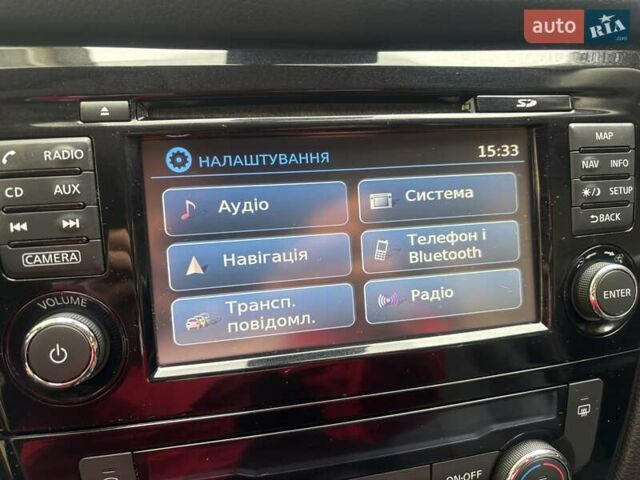 auto RIA .com
SD
RADIO
CD AUX
CAMERA
VOLUME
НАЛАШТУВАННЯ 15:33
Аудіо
Система
Навігація
Телефон і
Bluetooth
Трансп.
повідомл.
Радіо
MAP
NAV INFO
SETUP
BACK
ENTER
ON·OFF